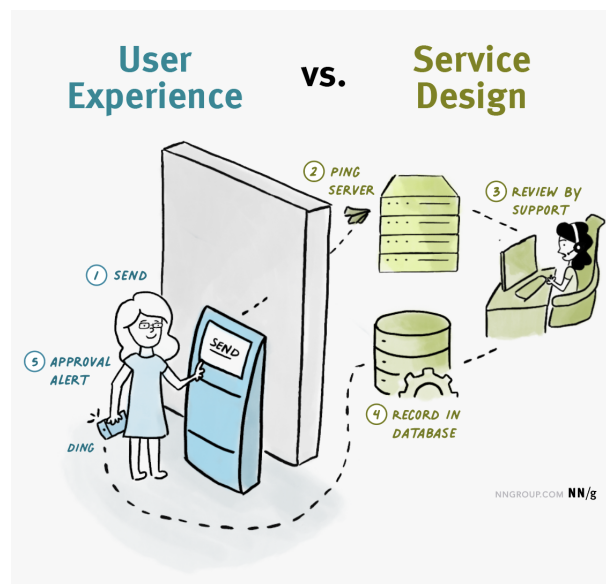 User
Experience
vs.
Service
Design
2 PING
SERVER
3 REVIEW BY
SUPPORT
1 SEND
SEND
5 APPROVAL
ALERT
4 RECORD IN
DATABASE
DING
NNGROUP.COM NN/g